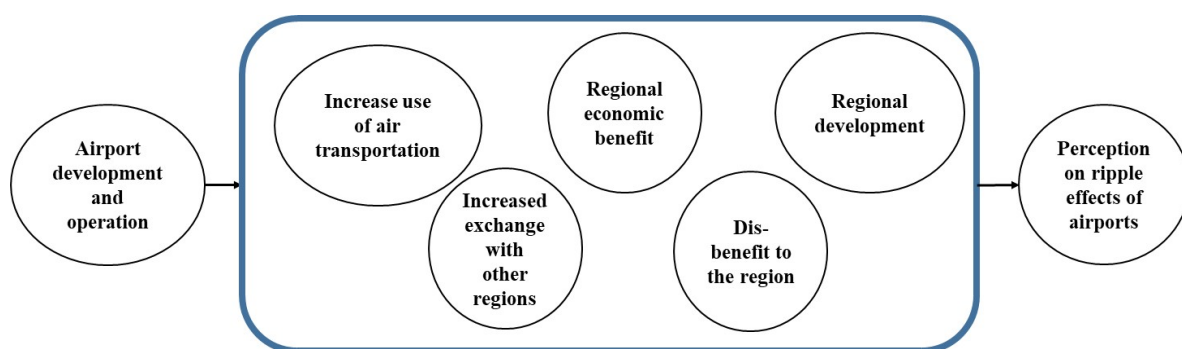 Airport
development
and
operation
Increase use
of air
transportation
Increased
exchange
with
other
regions
Regional
economic
benefit
Dis-
benefit to
the region
Regional
development
Perception
on ripple
effects of
airports